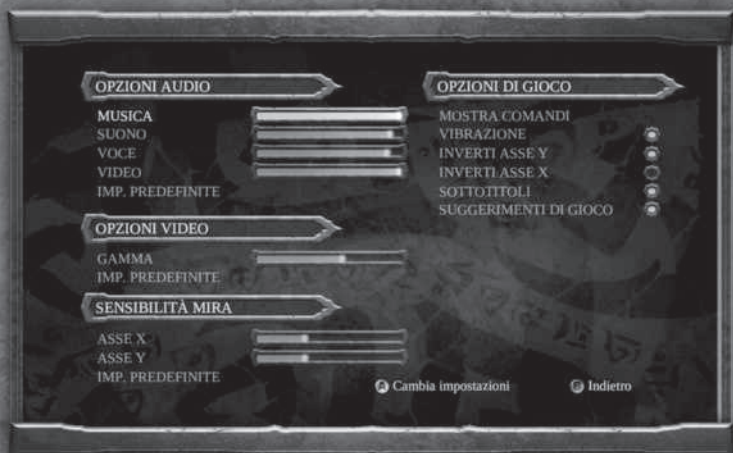 OPZIONI AUDIO
MUSICA
SUONO
VOCE
VIDEO
IMP. PREDEFINITE
OPZIONI VIDEO
GAMMA
IMP. PREDEFINITE
SENSIBILITÀ MIRA
ASSE X
ASSE Y
IMP. PREDEFINITE
OPZIONI DI GIOCO
MOSTRA COMANDI
VIBRAZIONE
INVERTI ASSE Y
INVERTI ASSE X
SOTTOTITOLI
SUGGERIMENTI DI GIOCO
Cambia impostazioni
Indietro